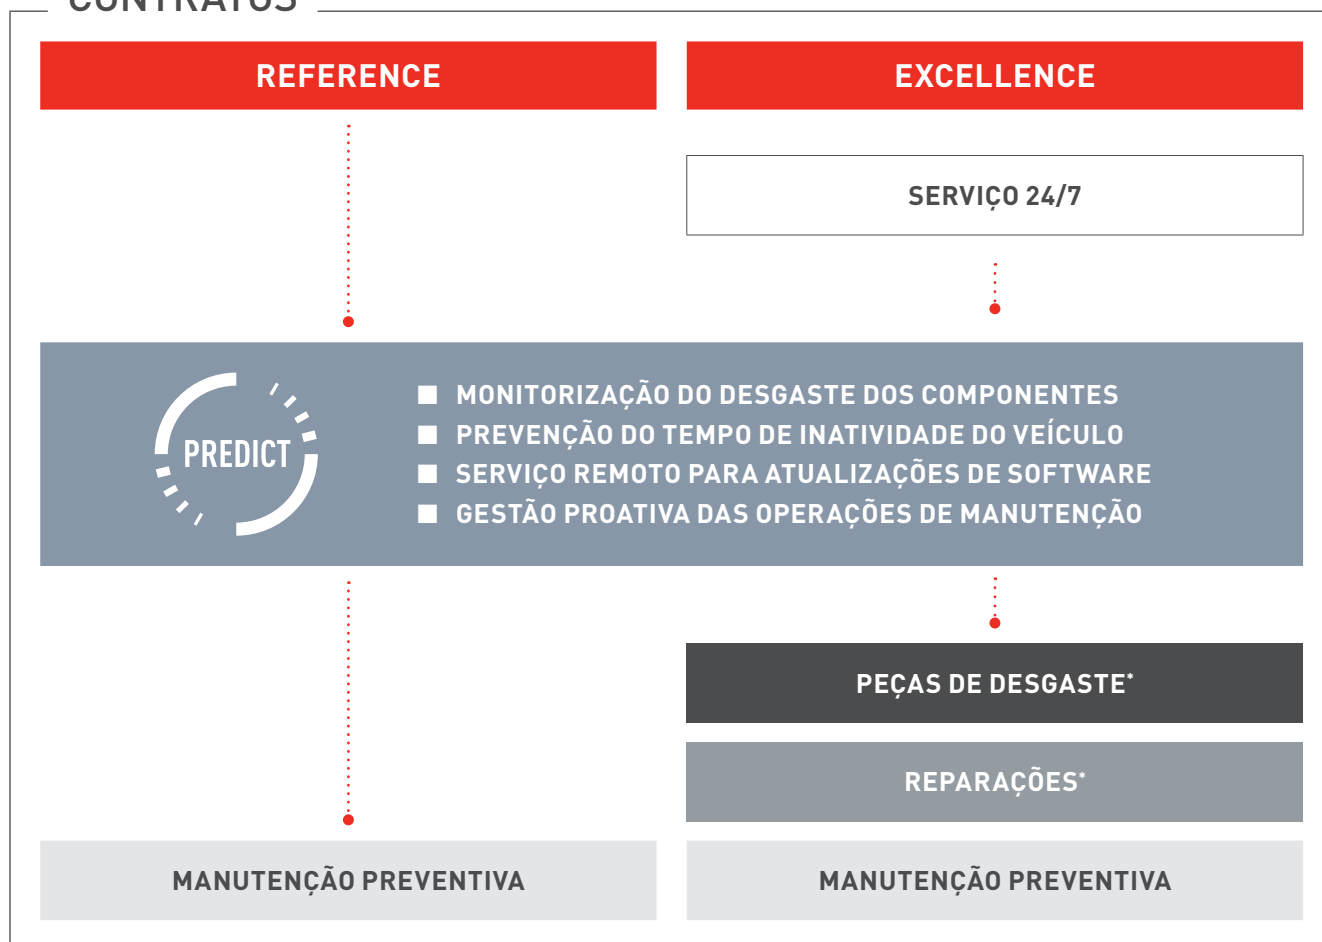 CONTRATOS
REFERENCE
EXCELLENCE
SERVIÇO 24/7
PREDICT
■ MONITORIZAÇÃO DO DESGASTE DOS COMPONENTES
■ PREVENÇÃO DO TEMPO DE INATIVIDADE DO VEÍCULO
■ SERVIÇO REMOTO PARA ATUALIZAÇÕES DE SOFTWARE
■ GESTÃO PROATIVA DAS OPERAÇÕES DE MANUTENÇÃO
PEÇAS DE DESGASTE*
REPARAÇÕES*
MANUTENÇÃO PREVENTIVA
MANUTENÇÃO PREVENTIVA